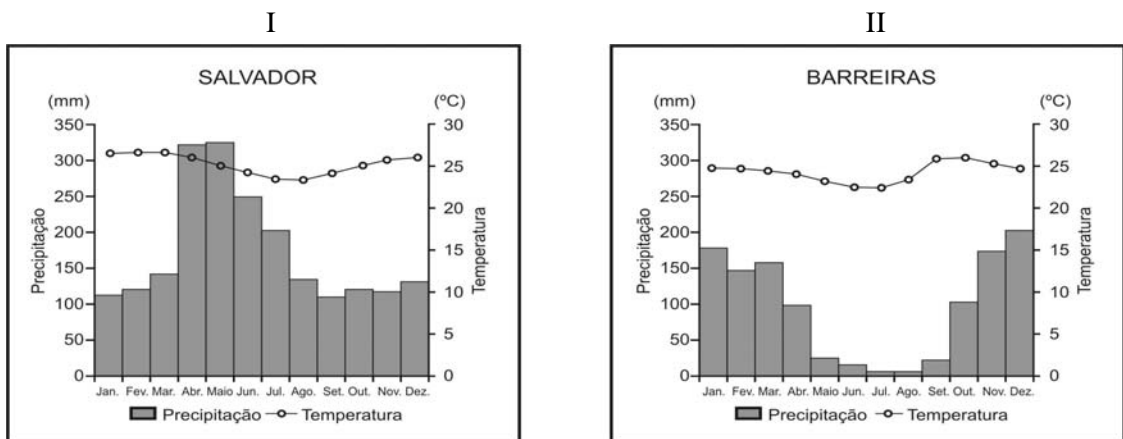 I
SALVADOR
(mm)
(ºC)
350
300
250
200
150
100
50
0
30
25
20
15
10
5
0
Precipitação
Temperatura
Jan. Fev. Mar. Abr. Maio Jun. Jul. Ago. Set. Out. Nov. Dez.
Precipitação Temperatura
II
BARREIRAS
(mm)
(ºC)
350
300
250
200
150
100
50
0
30
25
20
15
10
5
0
Precipitação
Temperatura
Jan. Fev. Mar. Abr. Maio Jun. Jul. Ago. Set. Out. Nov. Dez.
Precipitação Temperatura